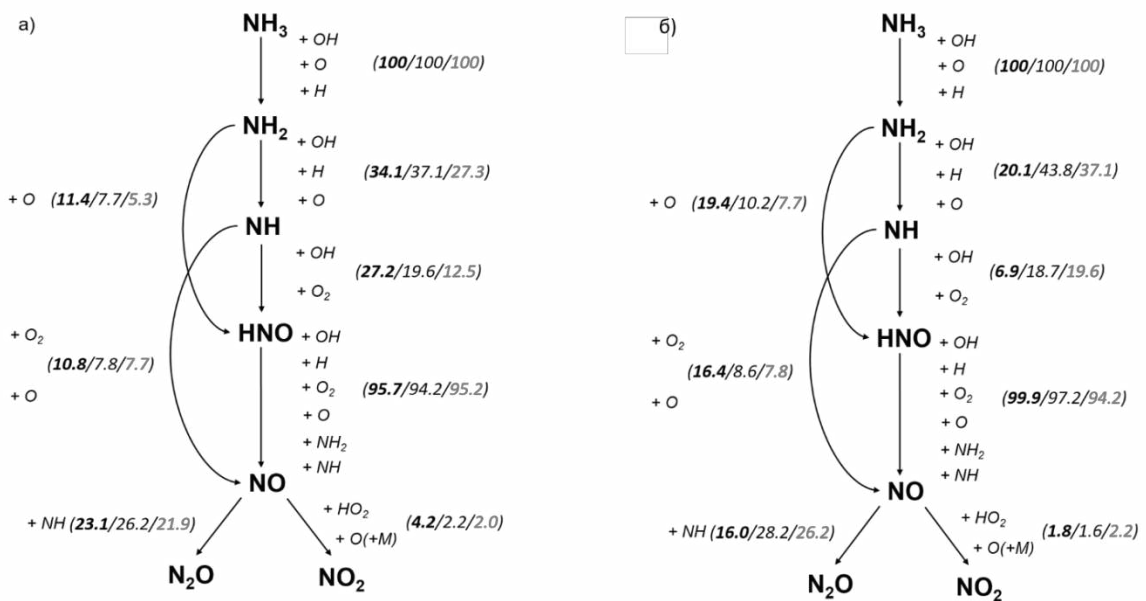 а)
NH₃
+ OH
+ O
+ H
(100/100/100)
NH₂
+ OH
+ H
+ O
(34.1/37.1/27.3)
+ O (11.4/7.7/5.3)
NH
+ OH
+ O₂
(27.2/19.6/12.5)
HNO
+ O₂
+ O
(10.8/7.8/7.7)
+ OH
+ H
+ O₂
+ O
+ NH₂
+ NH
(95.7/94.2/95.2)
NO
+ NH (23.1/26.2/21.9)
+ HO₂
+ O(+M)
(4.2/2.2/2.0)
N₂O
NO₂
б)
NH₃
+ OH
+ O
+ H
(100/100/100)
NH₂
+ OH
+ H
+ O
(20.1/43.8/37.1)
+ O (19.4/10.2/7.7)
NH
+ OH
+ O₂
(6.9/18.7/19.6)
HNO
+ O₂
+ O
(16.4/8.6/7.8)
+ OH
+ H
+ O₂
+ O
+ NH₂
+ NH
(99.9/97.2/94.2)
NO
+ NH (16.0/28.2/26.2)
+ HO₂
+ O(+M)
(1.8/1.6/2.2)
N₂O
NO₂